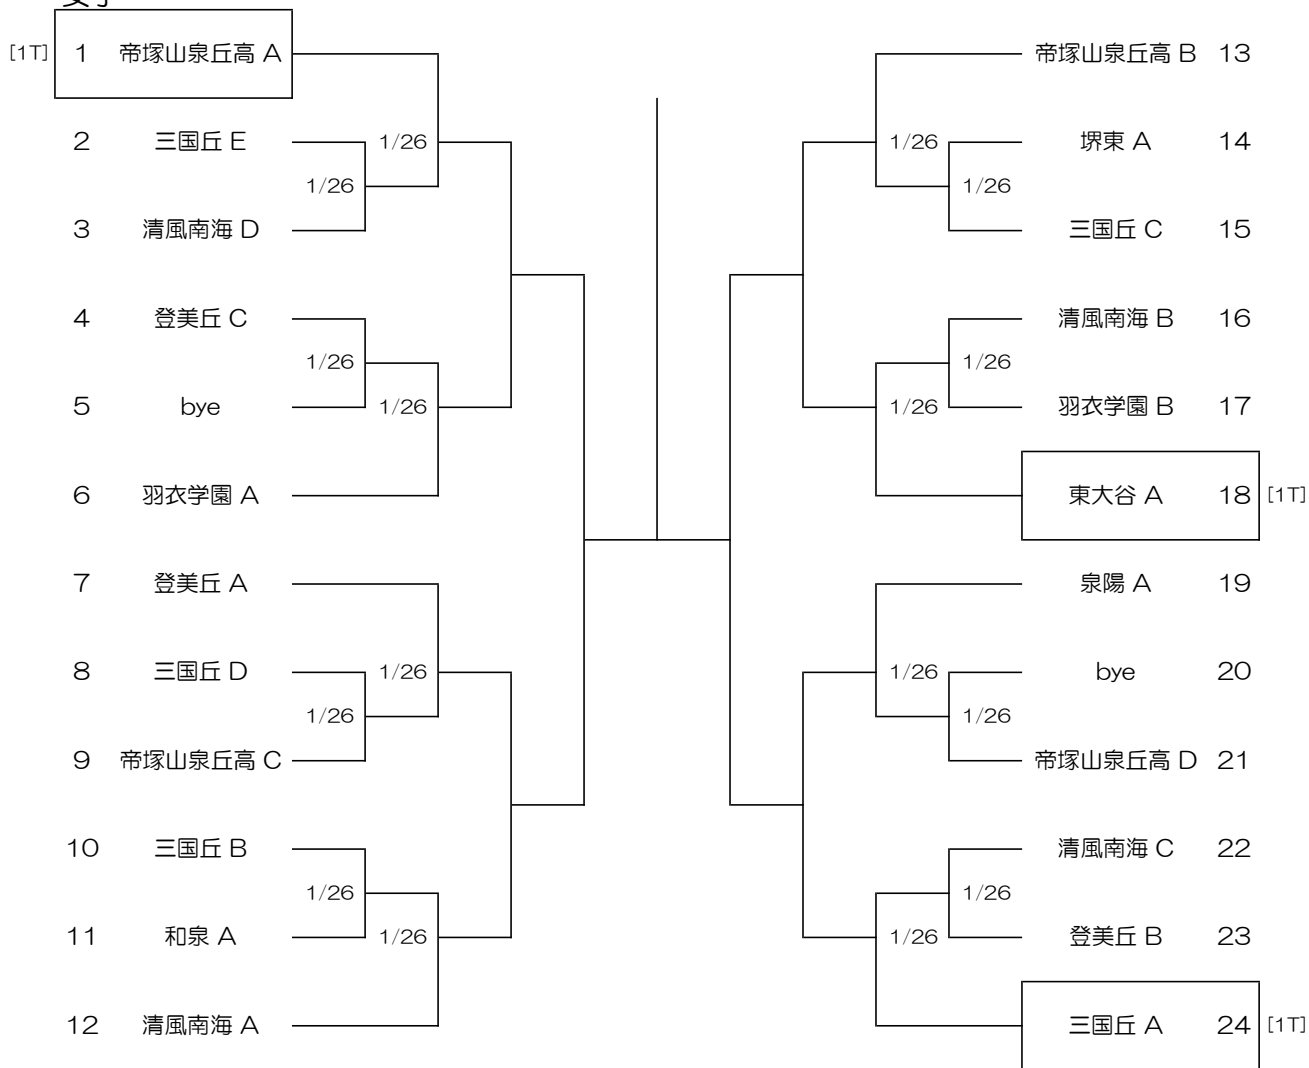 [1T] 1 帝塚山泉丘高 A
2 三国丘 E
1/26
1/26
3 清風南海 D
4 登美丘 C
1/26
5 bye
1/26
6 羽衣学園 A
7 登美丘 A
8 三国丘 D
1/26
1/26
9 帝塚山泉丘高 C
10 三国丘 B
1/26
11 和泉 A
1/26
12 清風南海 A
帝塚山泉丘高 B 13
1/26
堺東 A 14
1/26
三国丘 C 15
清風南海 B 16
1/26
1/26
羽衣学園 B 17
東大谷 A 18 [1T]
泉陽 A 19
1/26
bye 20
1/26
帝塚山泉丘高 D 21
清風南海 C 22
1/26
1/26
登美丘 B 23
三国丘 A 24 [1T]